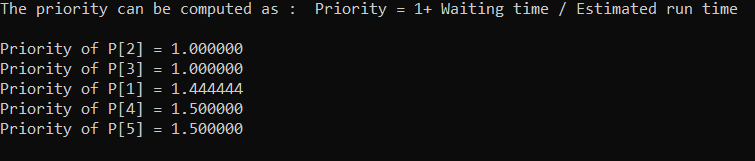 The priority can be computed as :  Priority = 1+ Waiting time / Estimated run time
Priority of P[2] = 1.000000
Priority of P[3] = 1.000000
Priority of P[1] = 1.444444
Priority of P[4] = 1.500000
Priority of P[5] = 1.500000